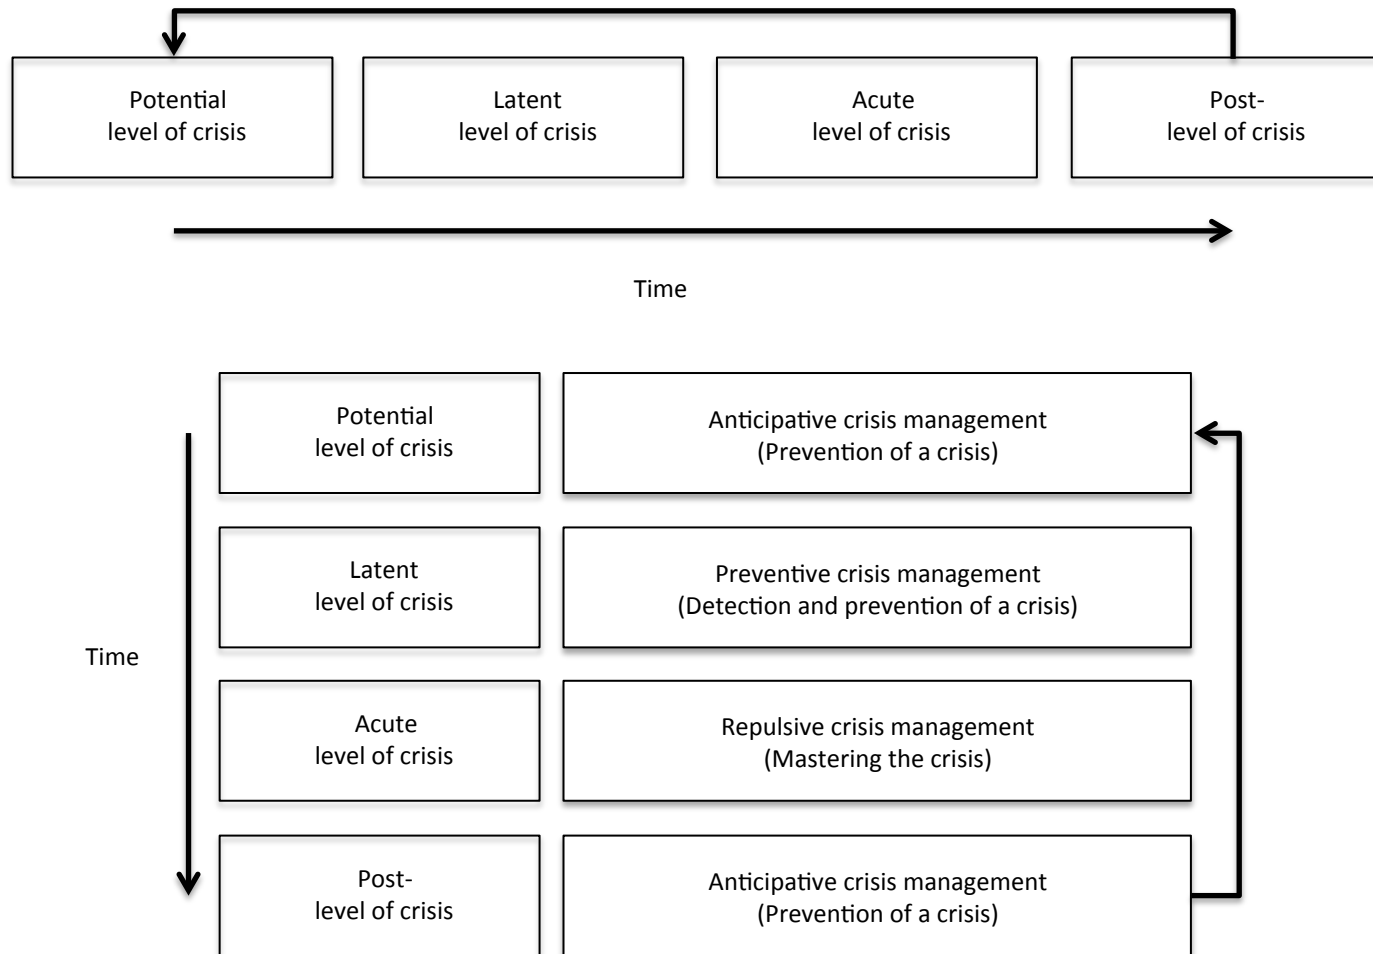 Potential
level of crisis
Latent
level of crisis
Acute
level of crisis
Post-
level of crisis
Time
Potential
level of crisis
Anticipative crisis management
(Prevention of a crisis)
Latent
level of crisis
Preventive crisis management
(Detection and prevention of a crisis)
Time
Acute
level of crisis
Repulsive crisis management
(Mastering the crisis)
Post-
level of crisis
Anticipative crisis management
(Prevention of a crisis)